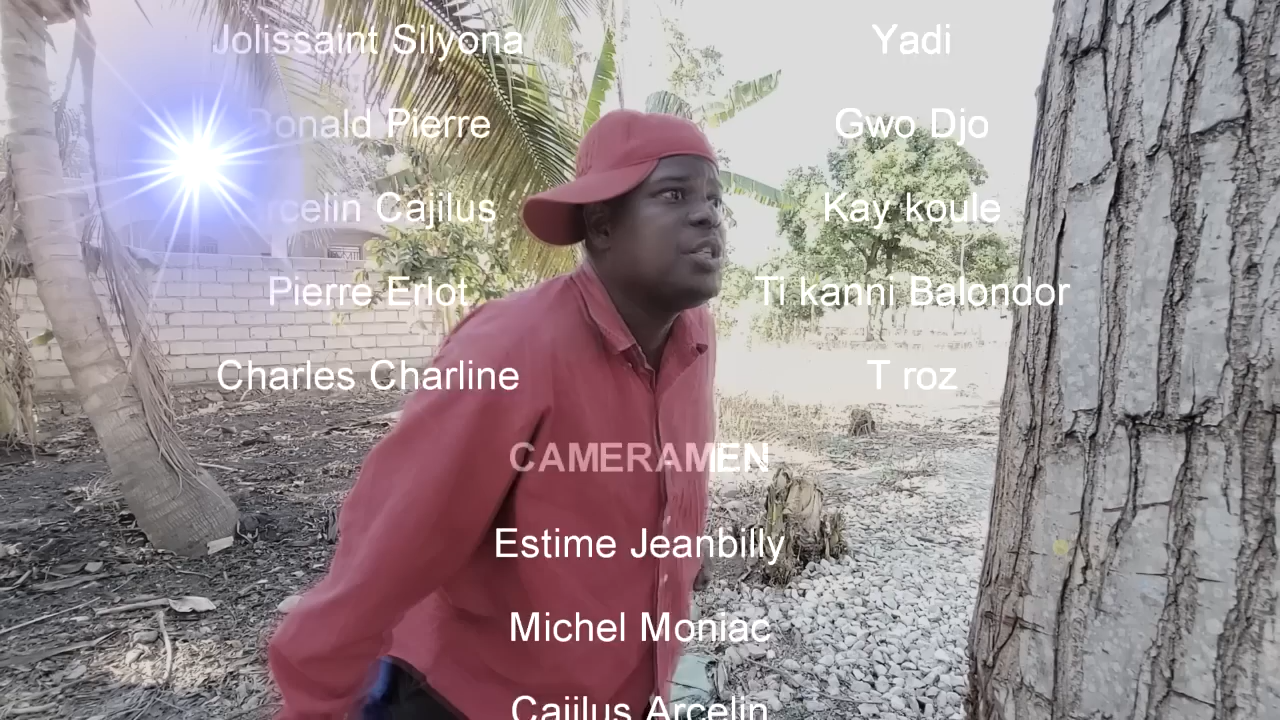 Jolissaint Silyona Yadi
Donald Pierre Gwo Djo
Arcelin Cajilus Kay koule
Pierre Erlot Ti kanni Balondor
Charles Charline T roz
CAMERAMEN
Estime Jeanbilly
Michel Moniac
Cajilus Arcelin